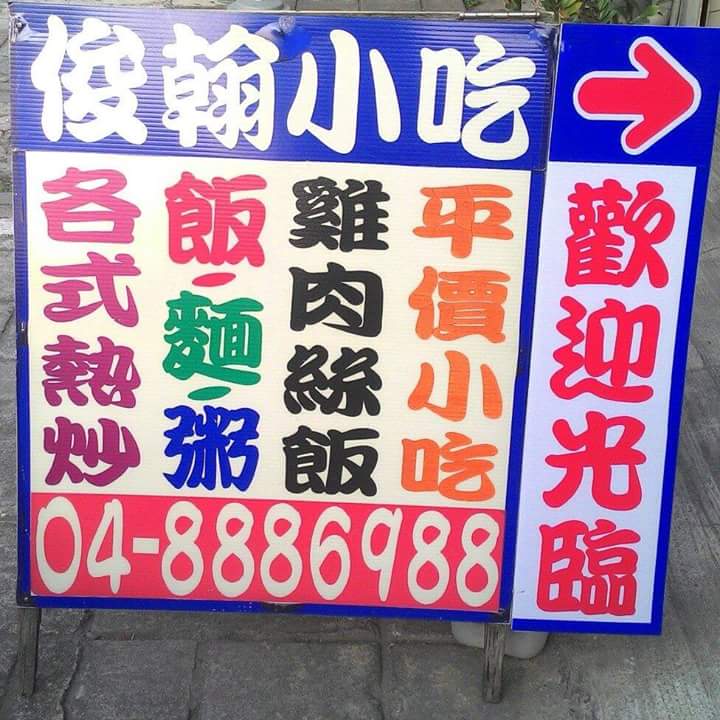 俊翰小吃
平價小吃
雞肉絲飯
飯·麵·粥
各式熱炒
04-8886988
歡迎光臨